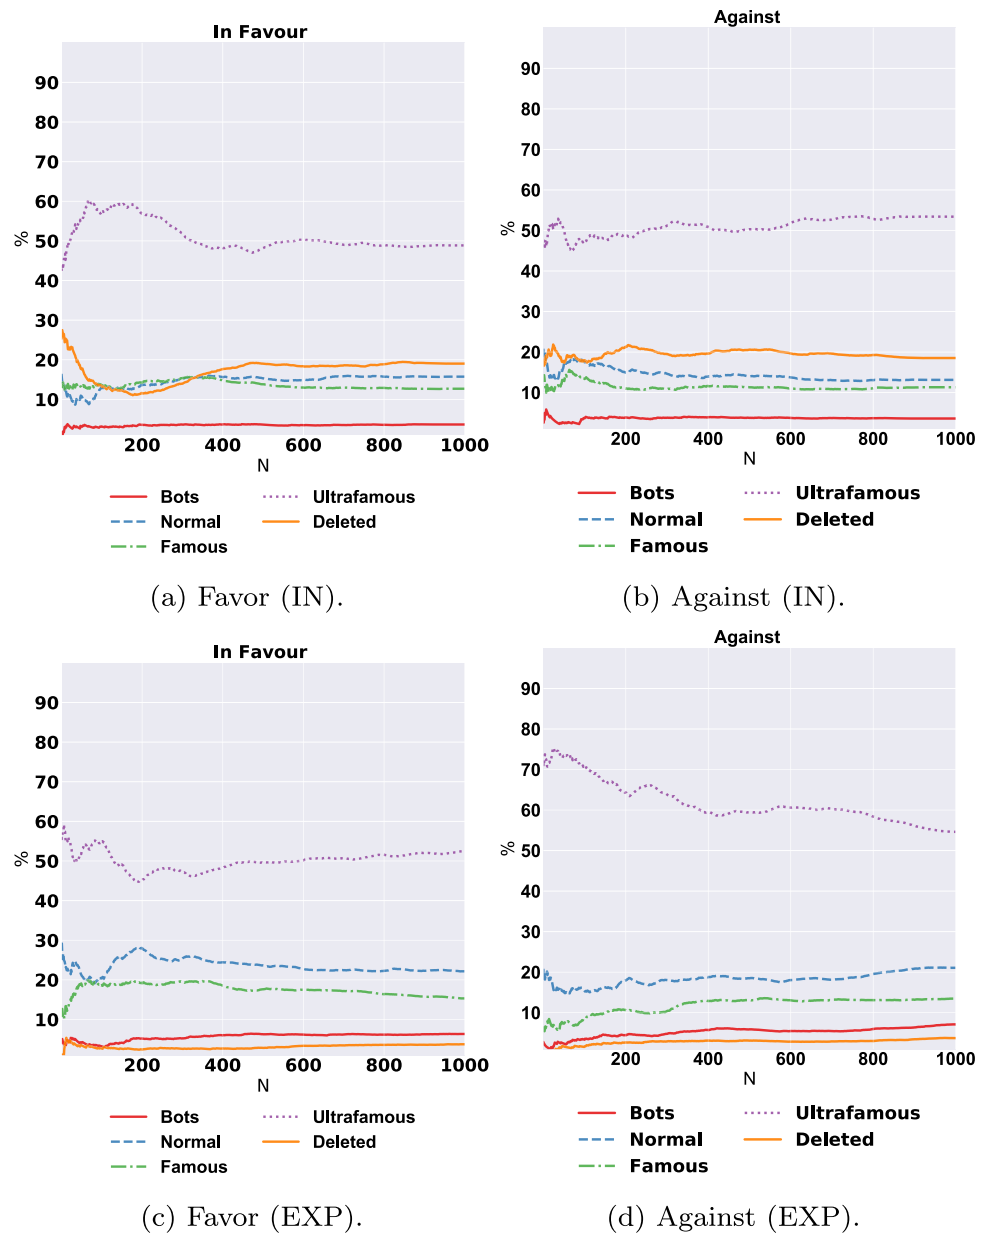 In Favour
90
80
70
60
50
40
30
20
10
%
200 400 600 800 1000
N
Bots Ultrafamous
Normal Deleted
Famous
(a) Favor (IN).
Against
90
80
70
60
50
40
30
20
10
%
200 400 600 800 1000
N
Bots Ultrafamous
Normal Deleted
Famous
(b) Against (IN).
In Favour
90
80
70
60
50
40
30
20
10
%
200 400 600 800 1000
N
Bots Ultrafamous
Normal Deleted
Famous
(c) Favor (EXP).
Against
90
80
70
60
50
40
30
20
10
%
200 400 600 800 1000
N
Bots Ultrafamous
Normal Deleted
Famous
(d) Against (EXP).